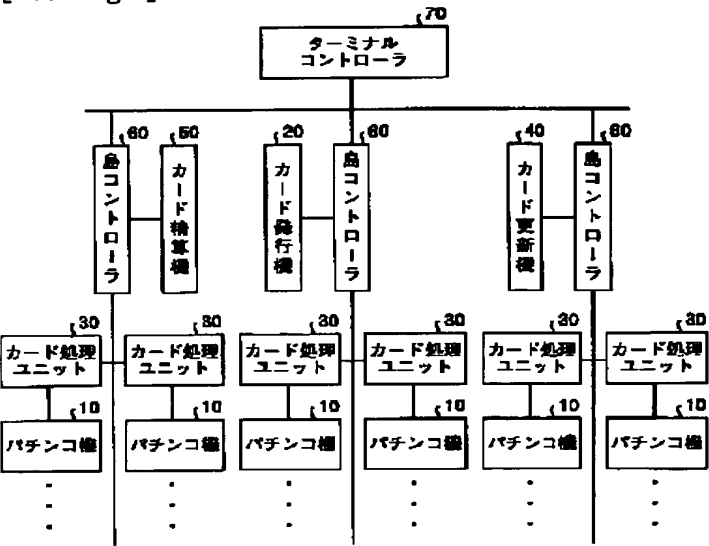 70
ターミナル
コントローラ
60
50
20
60
40
60
島コントローラ
カード精算機
カード発行機
島コントローラ
カード更新機
島コントローラ
30
30
30
30
30
30
カード処理
ユニット
カード処理
ユニット
カード処理
ユニット
カード処理
ユニット
カード処理
ユニット
カード処理
ユニット
10
10
10
10
10
10
パチンコ機
パチンコ機
パチンコ機
パチンコ機
パチンコ機
パチンコ機